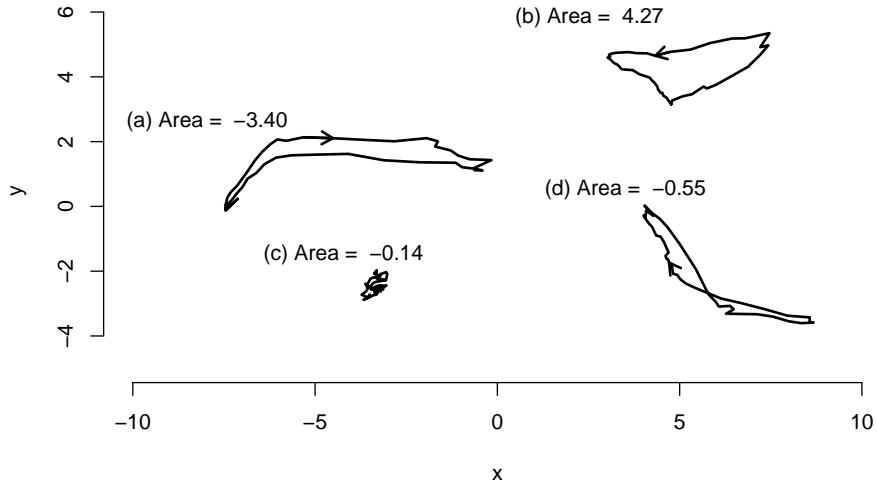 (b) Area =  4.27
(a) Area =  −3.40
(d) Area =  −0.55
(c) Area =  −0.14
6
4
2
0
−2
−4
y
−10
−5
0
5
10
x